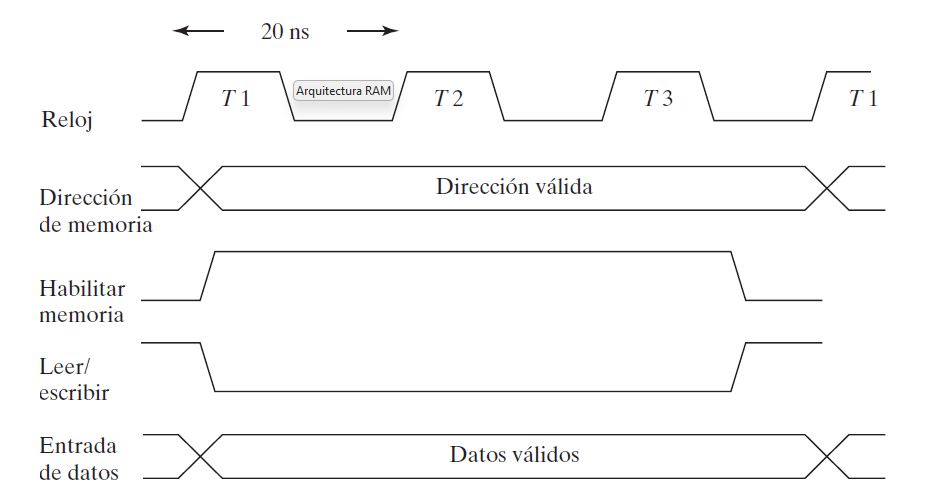 20 ns
Reloj
T 1
Arquitectura RAM
T 2
T 3
T 1
Dirección
de memoria
Dirección válida
Habilitar
memoria
Leer/
escribir
Entrada
de datos
Datos válidos